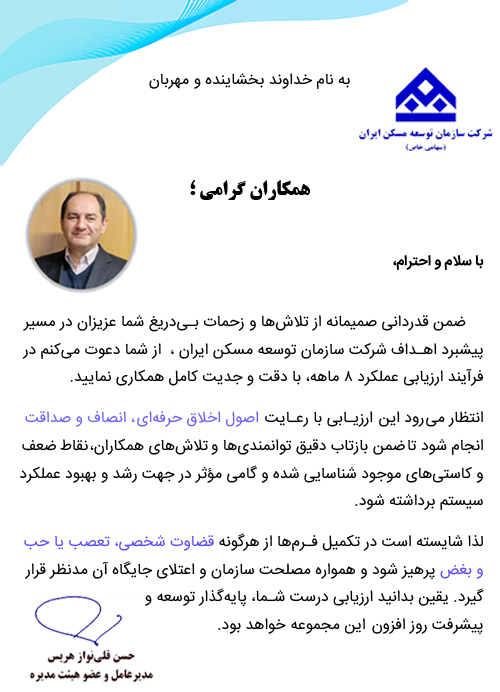 به نام خداوند بخشاینده و مهربان
شرکت سازمان توسعه مسکن ایران
(سهامی خاص)
همکاران گرامی ؛
با سلام و احترام،
ضمن قدردانی صمیمانه از تلاش‌ها و زحمات بـی‌دریغ شما عزیزان در مسیر
پیشبرد اهـداف شرکت سازمان توسعه مسکن ایران ، از شما دعوت می‌کنم در
فرآیند ارزیابی عملکرد ۸ ماهه، با دقت و جدیت کامل همکاری نمایید.
انتظار می‌رود این ارزیـابی با رعـایت اصول اخلاق حرفه‌ای، انصاف و صداقت
انجام شود تا ضمن بازتاب دقیق توانمندی‌ها و تلاش‌های همکاران،نقاط ضعف
و کاستی‌های موجود شناسایی شده و گامی مؤثر در جهت رشد و بهبود عملکرد
سیستم برداشته شود.
لذا شایسته است در تکمیل فـرم‌ها از هرگونه قضاوت شخصی، تعصب یا حب
و بغض پرهیز شود و همواره مصلحت سازمان و اعتلای جایگاه آن مدنظر قرار
گیرد. یقین بدانید ارزیابی درست شـما، پایه‌گذار توسعه و
پیشرفت روز افزون این مجموعه خواهد بود.
حسن قلی‌نواز هریس
مدیرعامل و عضو هیئت مدیره